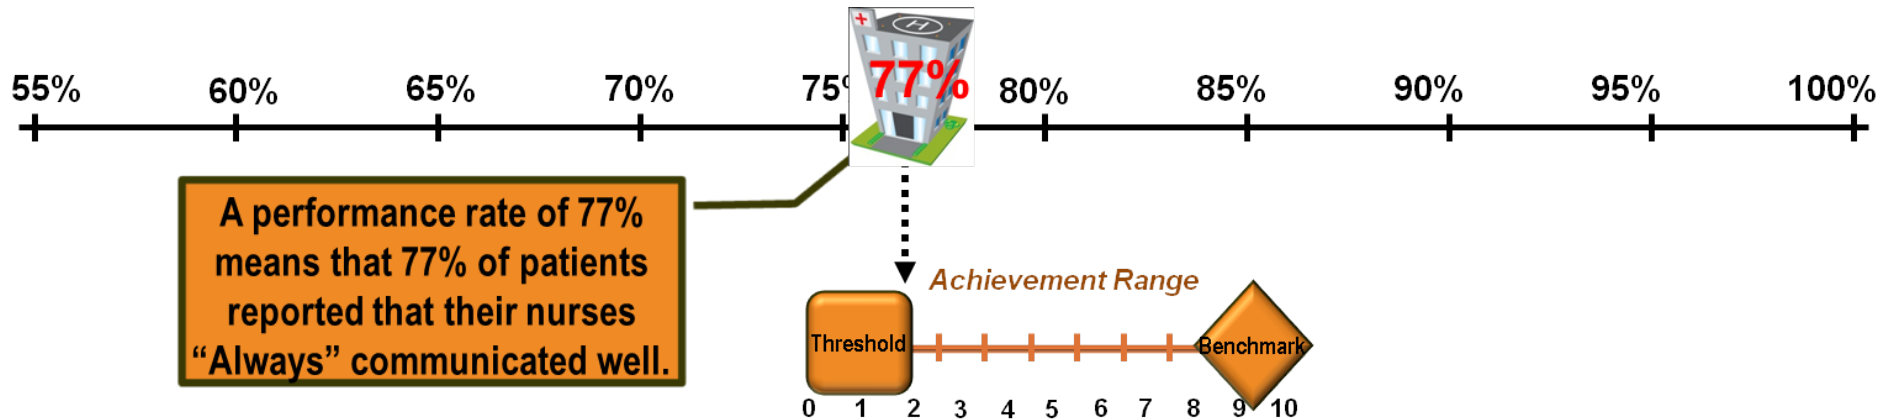 55% 60% 65% 70% 75% 80% 85% 90% 95% 100%
H
77%
A performance rate of 77%
means that 77% of patients
reported that their nurses
“Always” communicated well.
Achievement Range
Threshold
Benchmark
0 1 2 3 4 5 6 7 8 9 10